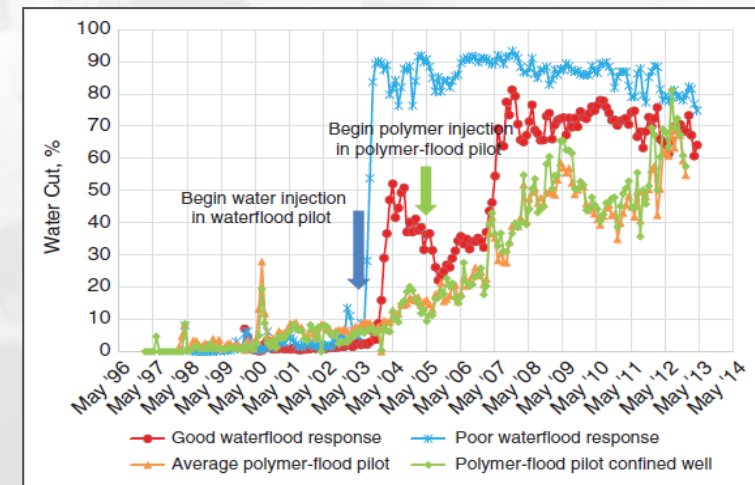 100
90
80
70
60
50
40
30
20
10
0
Water Cut, %
Begin polymer injection
in polymer-flood pilot
Begin water injection
in waterflood pilot
May '96
May '97
May '98
May '99
May '00
May '01
May '02
May '03
May '04
May '05
May '06
May '07
May '08
May '09
May '10
May '11
May '12
May '13
May '14
Good waterflood response
Poor waterflood response
Average polymer-flood pilot
Polymer-flood pilot confined well